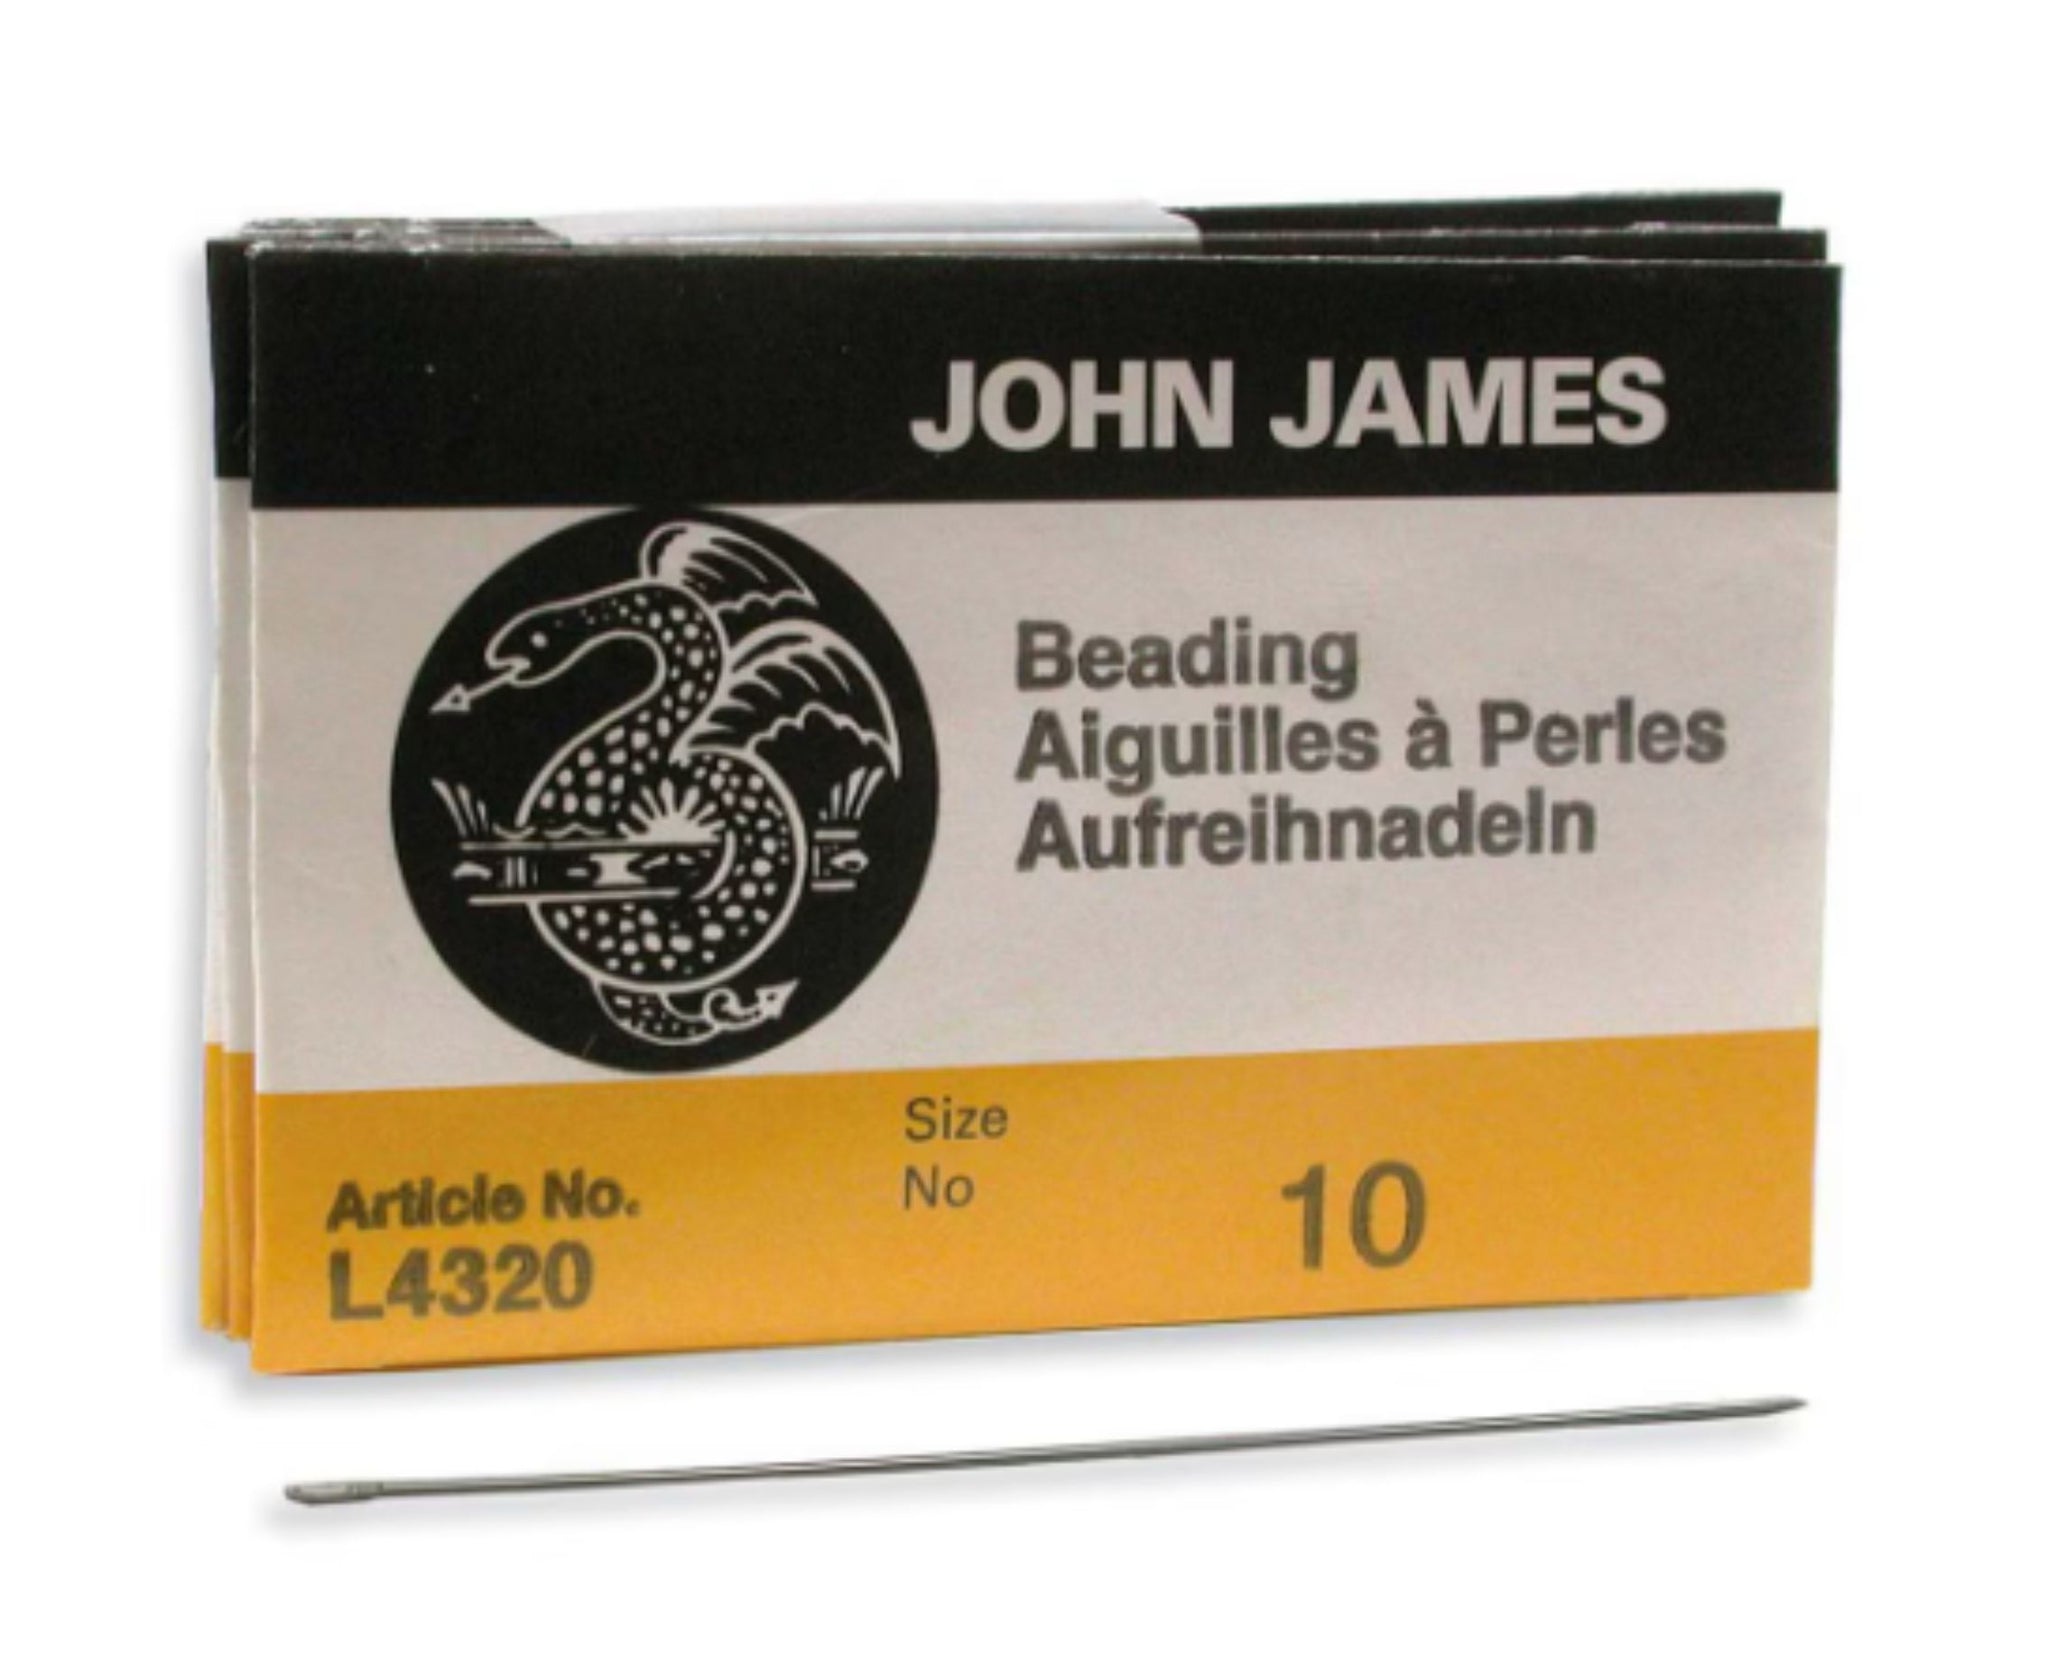 JOHN JAMES
Beading
Aiguilles à Perles
Aufreihnadeln
Size
No
10
Article No.
L4320